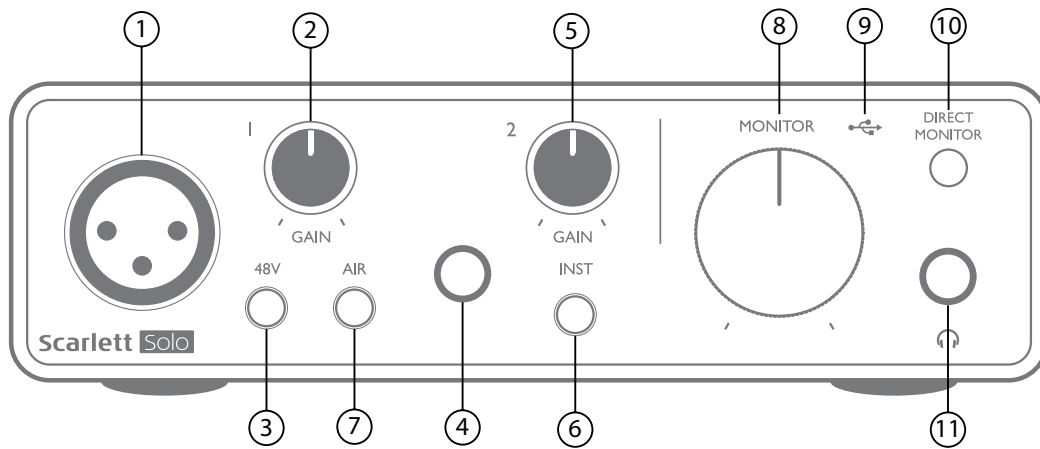 1
2
5
8
9
10
1
2
MONITOR
DIRECT
MONITOR
GAIN
GAIN
48V
AIR
INST
Scarlett Solo
3
7
4
6
11